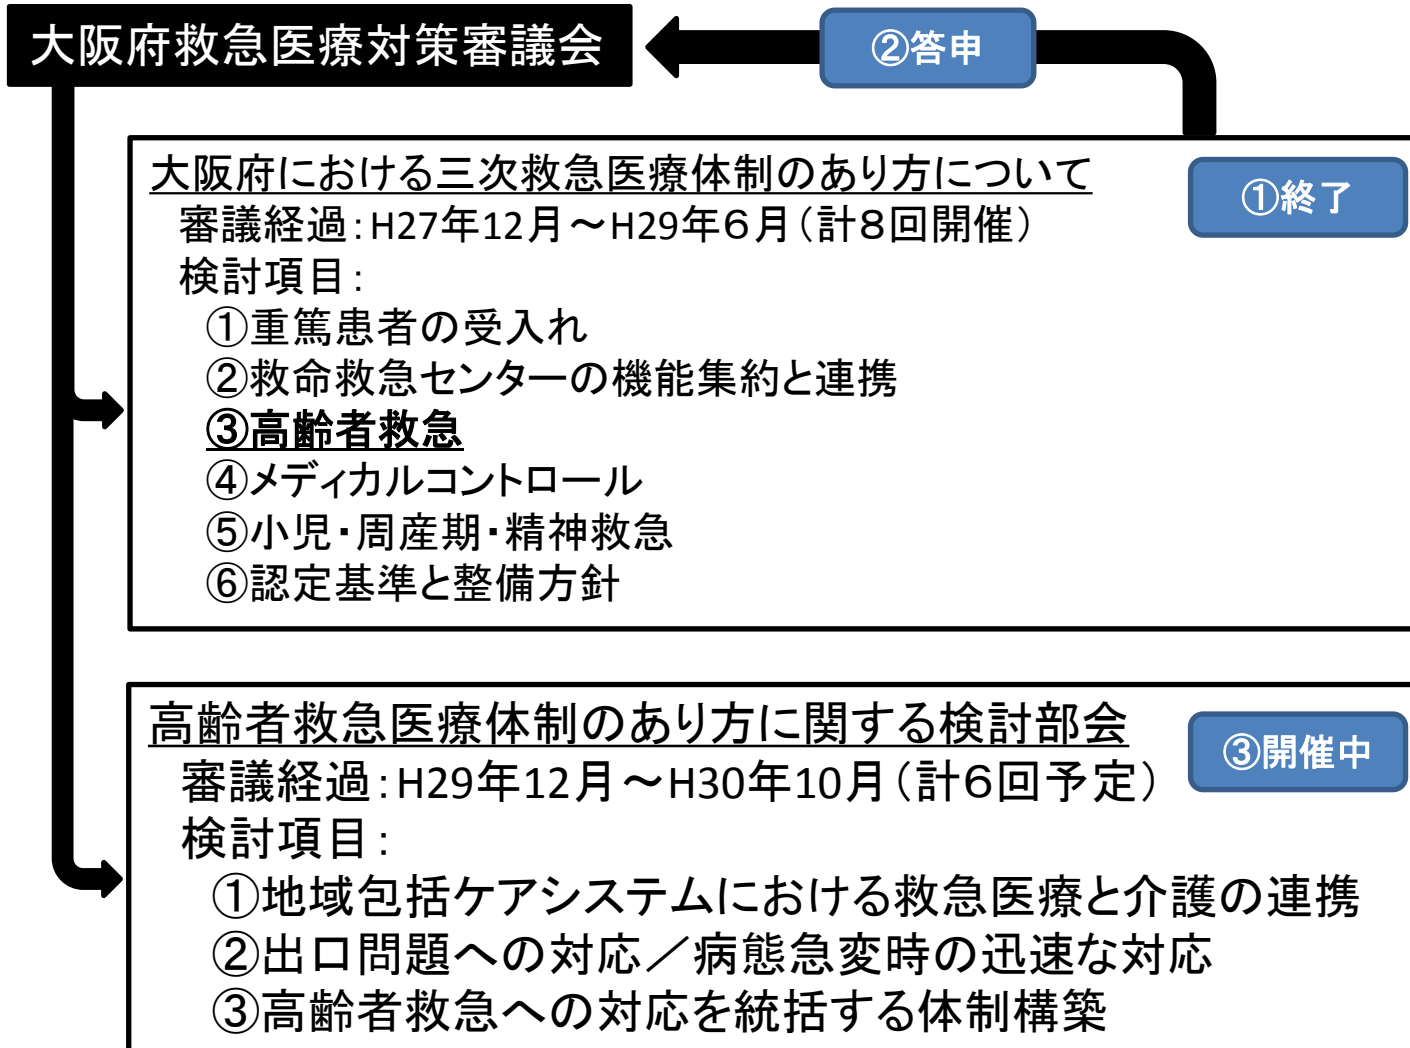 大阪府救急医療対策審議会
②答申
大阪府における三次救急医療体制のあり方について
①終了
審議経過：H27年12月～H29年６月（計８回開催）
検討項目：
①重篤患者の受入れ
②救命救急センターの機能集約と連携
③高齢者救急
④メディカルコントロール
⑤小児・周産期・精神救急
⑥認定基準と整備方針
高齢者救急医療体制のあり方に関する検討部会
③開催中
審議経過：H29年12月～H30年10月（計６回予定）
検討項目：
①地域包括ケアシステムにおける救急医療と介護の連携
②出口問題への対応／病態急変時の迅速な対応
③高齢者救急への対応を統括する体制構築